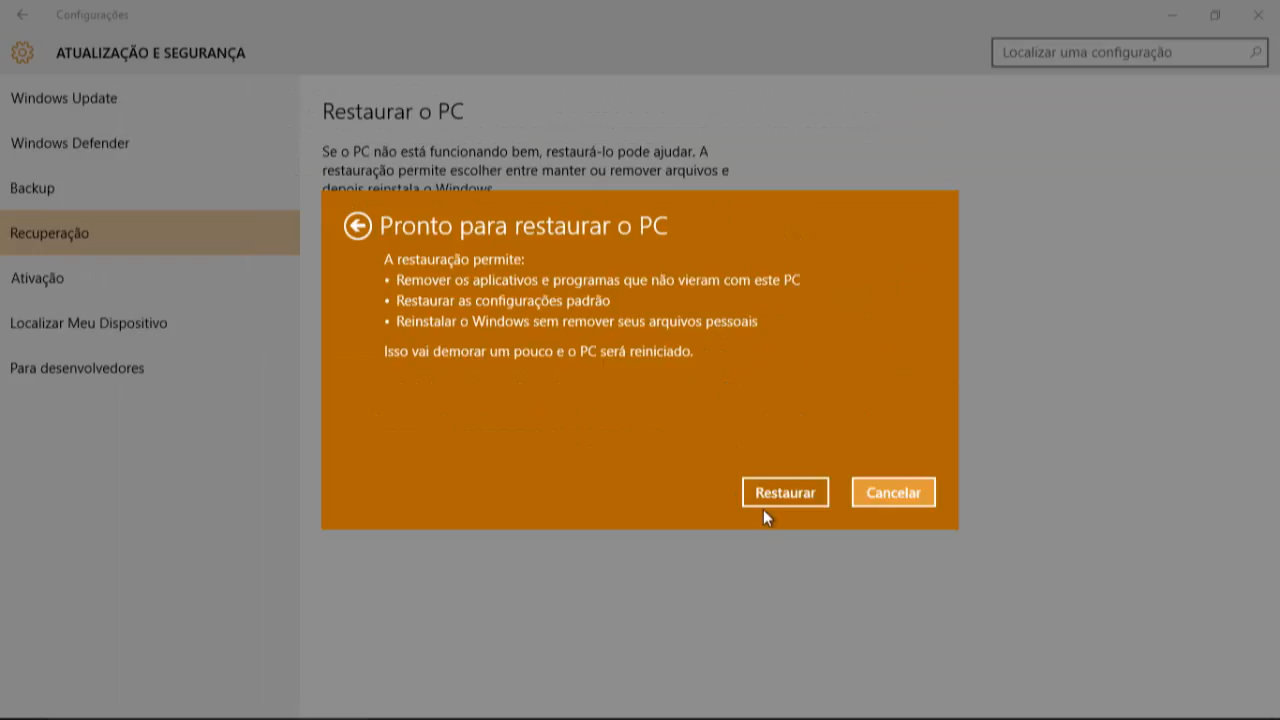 Configurações
ATUALIZAÇÃO E SEGURANÇA
Localizar uma configuração
Windows Update
Windows Defender
Backup
Recuperação
Ativação
Localizar Meu Dispositivo
Para desenvolvedores
Restaurar o PC
Se o PC não está funcionando bem, restaurá-lo pode ajudar. A
restauração permite escolher entre manter ou remover arquivos e
depois reinstala o Windows.
Pronto para restaurar o PC
A restauração permite:
• Remover os aplicativos e programas que não vieram com este PC
• Restaurar as configurações padrão
• Reinstalar o Windows sem remover seus arquivos pessoais
Isso vai demorar um pouco e o PC será reiniciado.
Restaurar
Cancelar